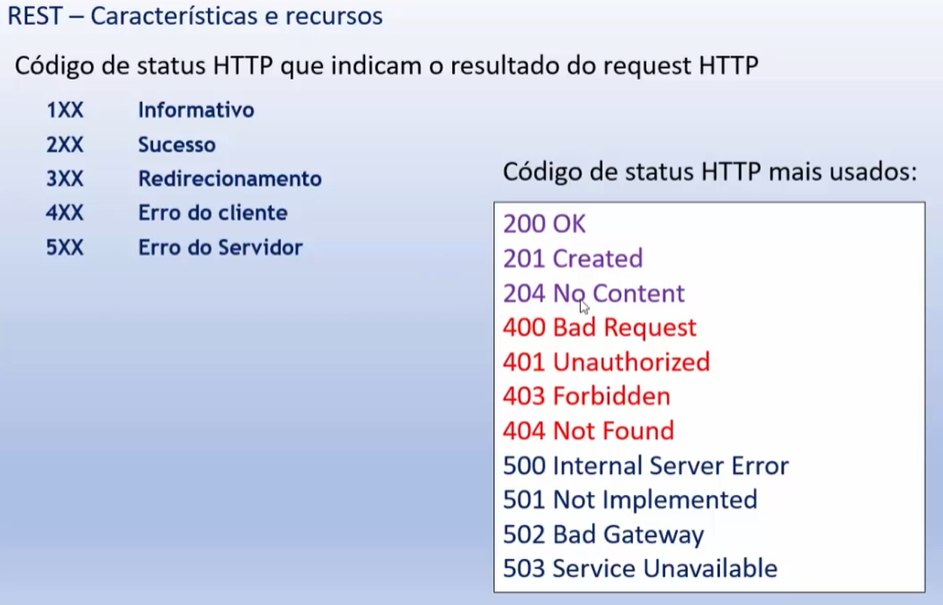 REST – Características e recursos
Código de status HTTP que indicam o resultado do request HTTP
1XX Informativo
2XX Sucesso
3XX Redirecionamento
4XX Erro do cliente
5XX Erro do Servidor
Código de status HTTP mais usados:
200 OK
201 Created
204 No Content
400 Bad Request
401 Unauthorized
403 Forbidden
404 Not Found
500 Internal Server Error
501 Not Implemented
502 Bad Gateway
503 Service Unavailable